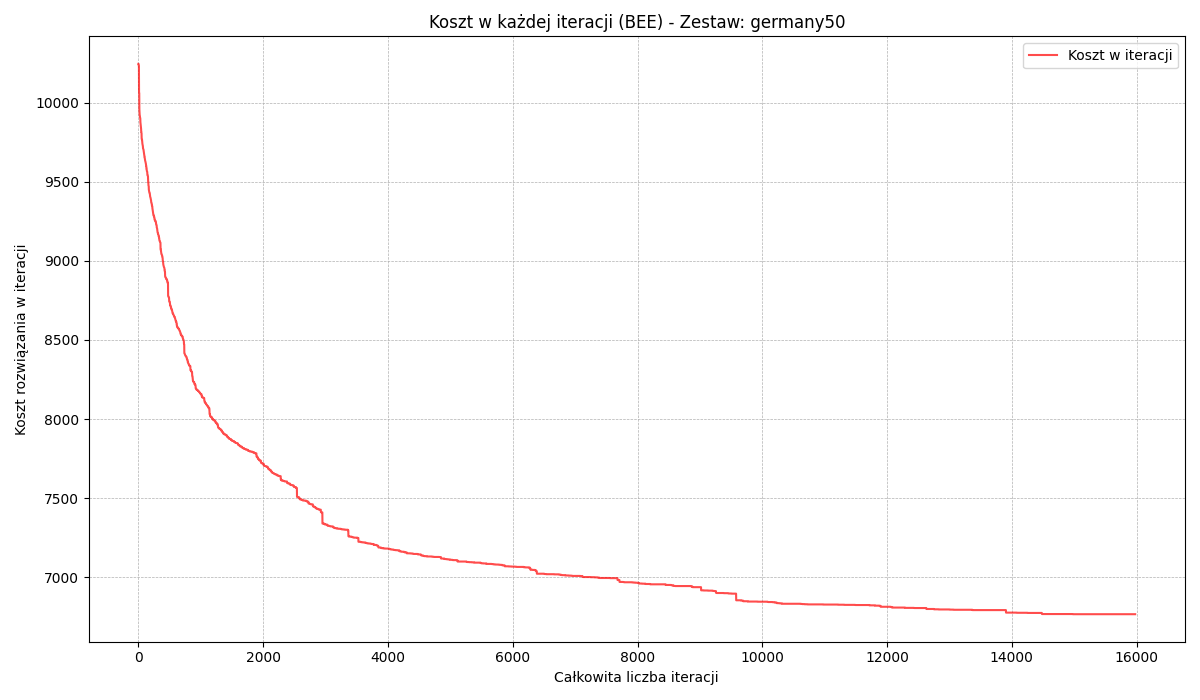 Koszt w każdej iteracji (BEE) - Zestaw: germany50
Koszt w iteracji
Koszt rozwiązania w iteracji
10000
9500
9000
8500
8000
7500
7000
0 2000 4000 6000 8000 10000 12000 14000 16000
Całkowita liczba iteracji